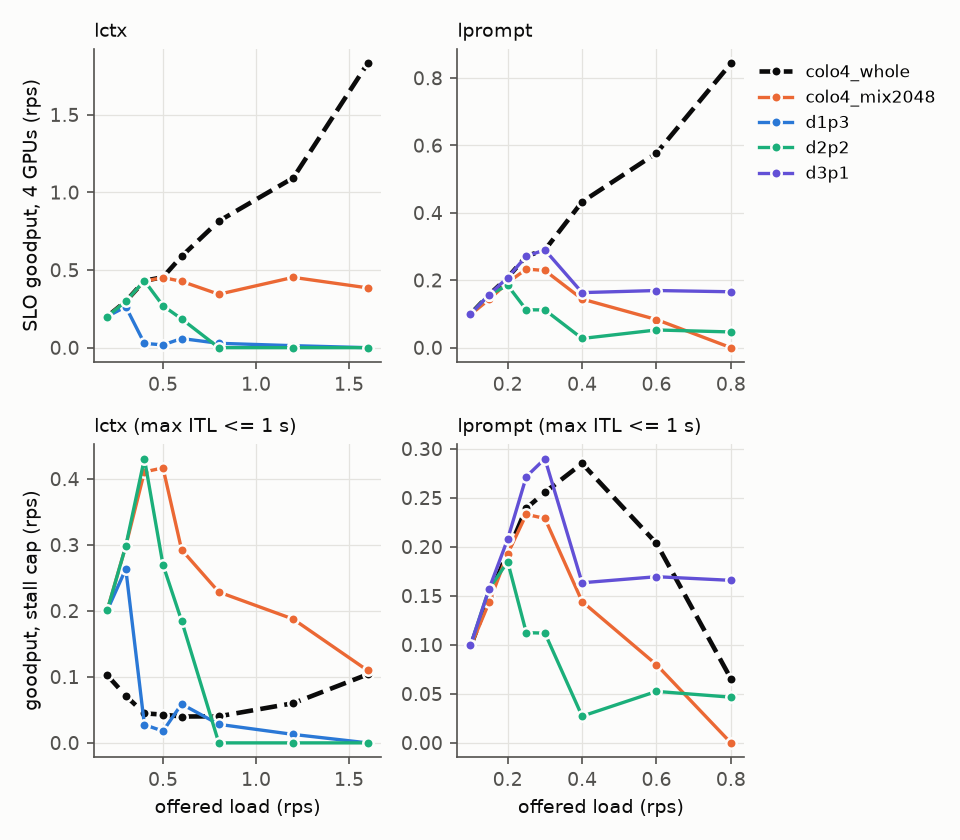 lctx
lprompt
SLO goodput, 4 GPUs (rps)
1.5
1.0
0.5
0.0
0.5
1.0
1.5
0.8
0.6
0.4
0.2
0.0
0.2
0.4
0.6
0.8
colo4_whole
colo4_mix2048
d1p3
d2p2
d3p1
lctx (max ITL <= 1 s)
lprompt (max ITL <= 1 s)
goodput, stall cap (rps)
0.4
0.3
0.2
0.1
0.0
0.5
1.0
1.5
offered load (rps)
0.30
0.25
0.20
0.15
0.10
0.05
0.00
0.2
0.4
0.6
0.8
offered load (rps)